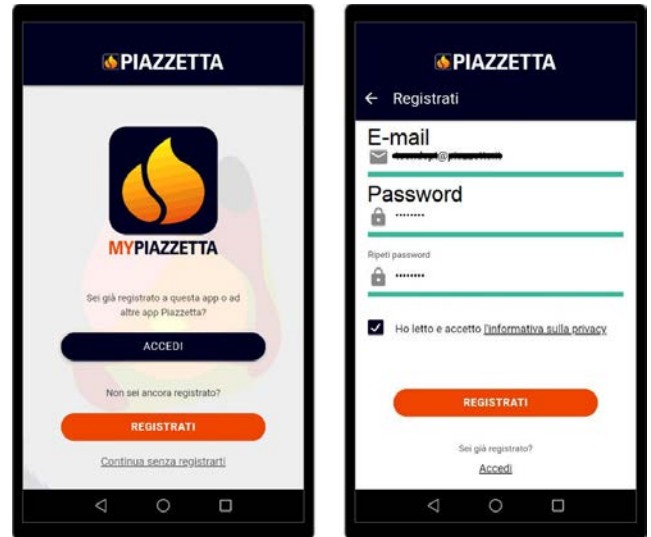 PIAZZETTA
MYPIAZZETTA
Sei già registrato a questa app o ad
altre app Piazzetta?
ACCEDI
Non sei ancora registrato?
REGISTRATI
Continua senza registrarti
PIAZZETTA
Registrati
E-mail
Password
Ripeti password
Ho letto e accetto l'informativa sulla privacy
REGISTRATI
Sei già registrato?
Accedi